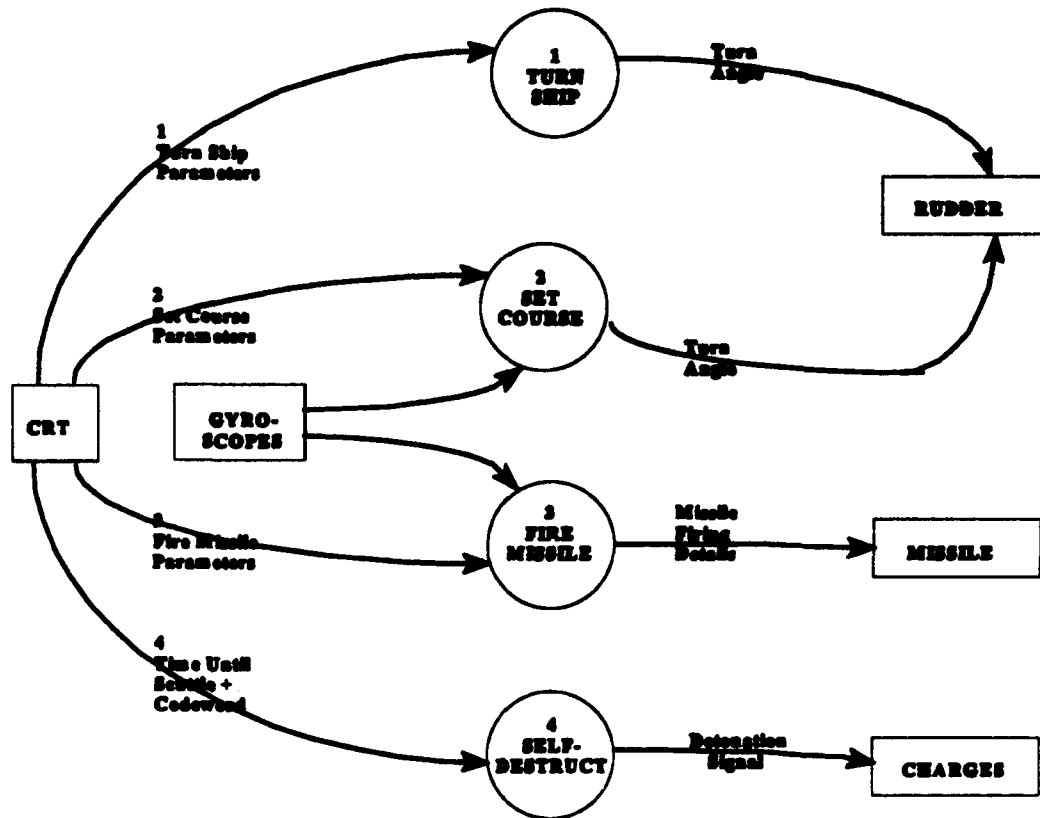 1
TURN
SHIP
Turn
Angle
1
Turn Ship
Parameters
RUDDER
2
Set Course
Parameters
2
SET
COURSE
Turn
Angle
CRT
GYRO-
SCOPES
3
Fire Missile
Parameters
3
FIRE
MISSILE
Missile
Firing
Details
MISSILE
4
Time Until
Scuttle +
Codeword
4
SELF-
DESTRUCT
Detonation
Signal
CHARGES